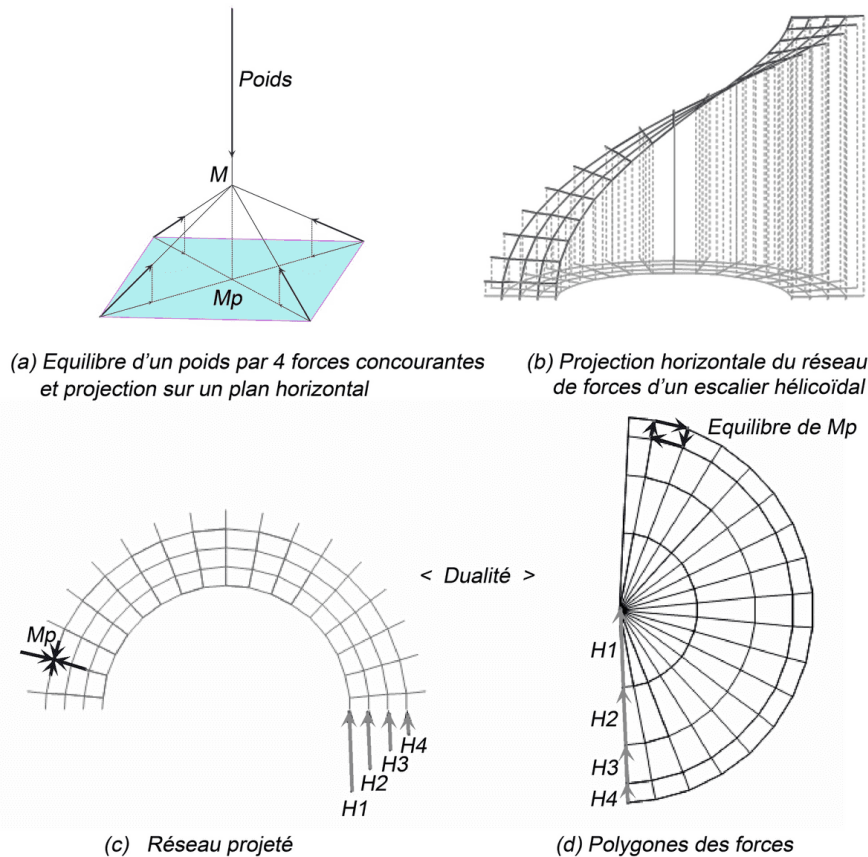 Poids
M
Mp
(a) Equilibre d'un poids par 4 forces concourantes
et projection sur un plan horizontal
(b) Projection horizontale du réseau
de forces d'un escalier hélicoïdal
Equilibre de Mp
< Dualité >
Mp
H1
H2
H3
H4
H1
H2
H3
H4
(c) Réseau projeté
(d) Polygones des forces